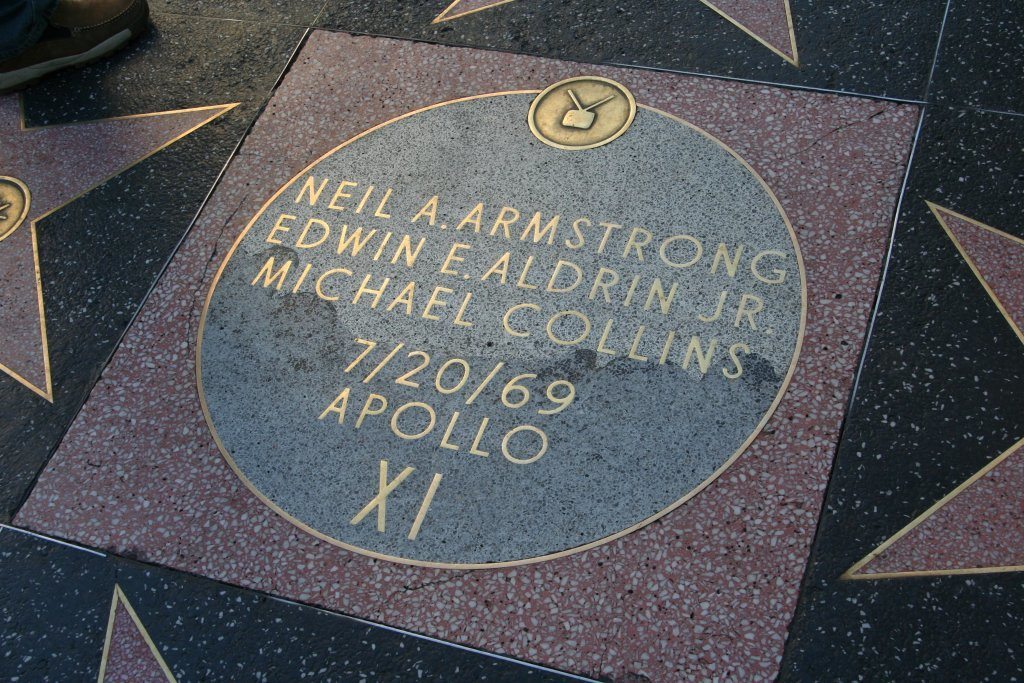 NEIL A. ARMSTRONG
EDWIN E. ALDRIN JR.
MICHAEL COLLINS
7/20/69
APOLLO
XI